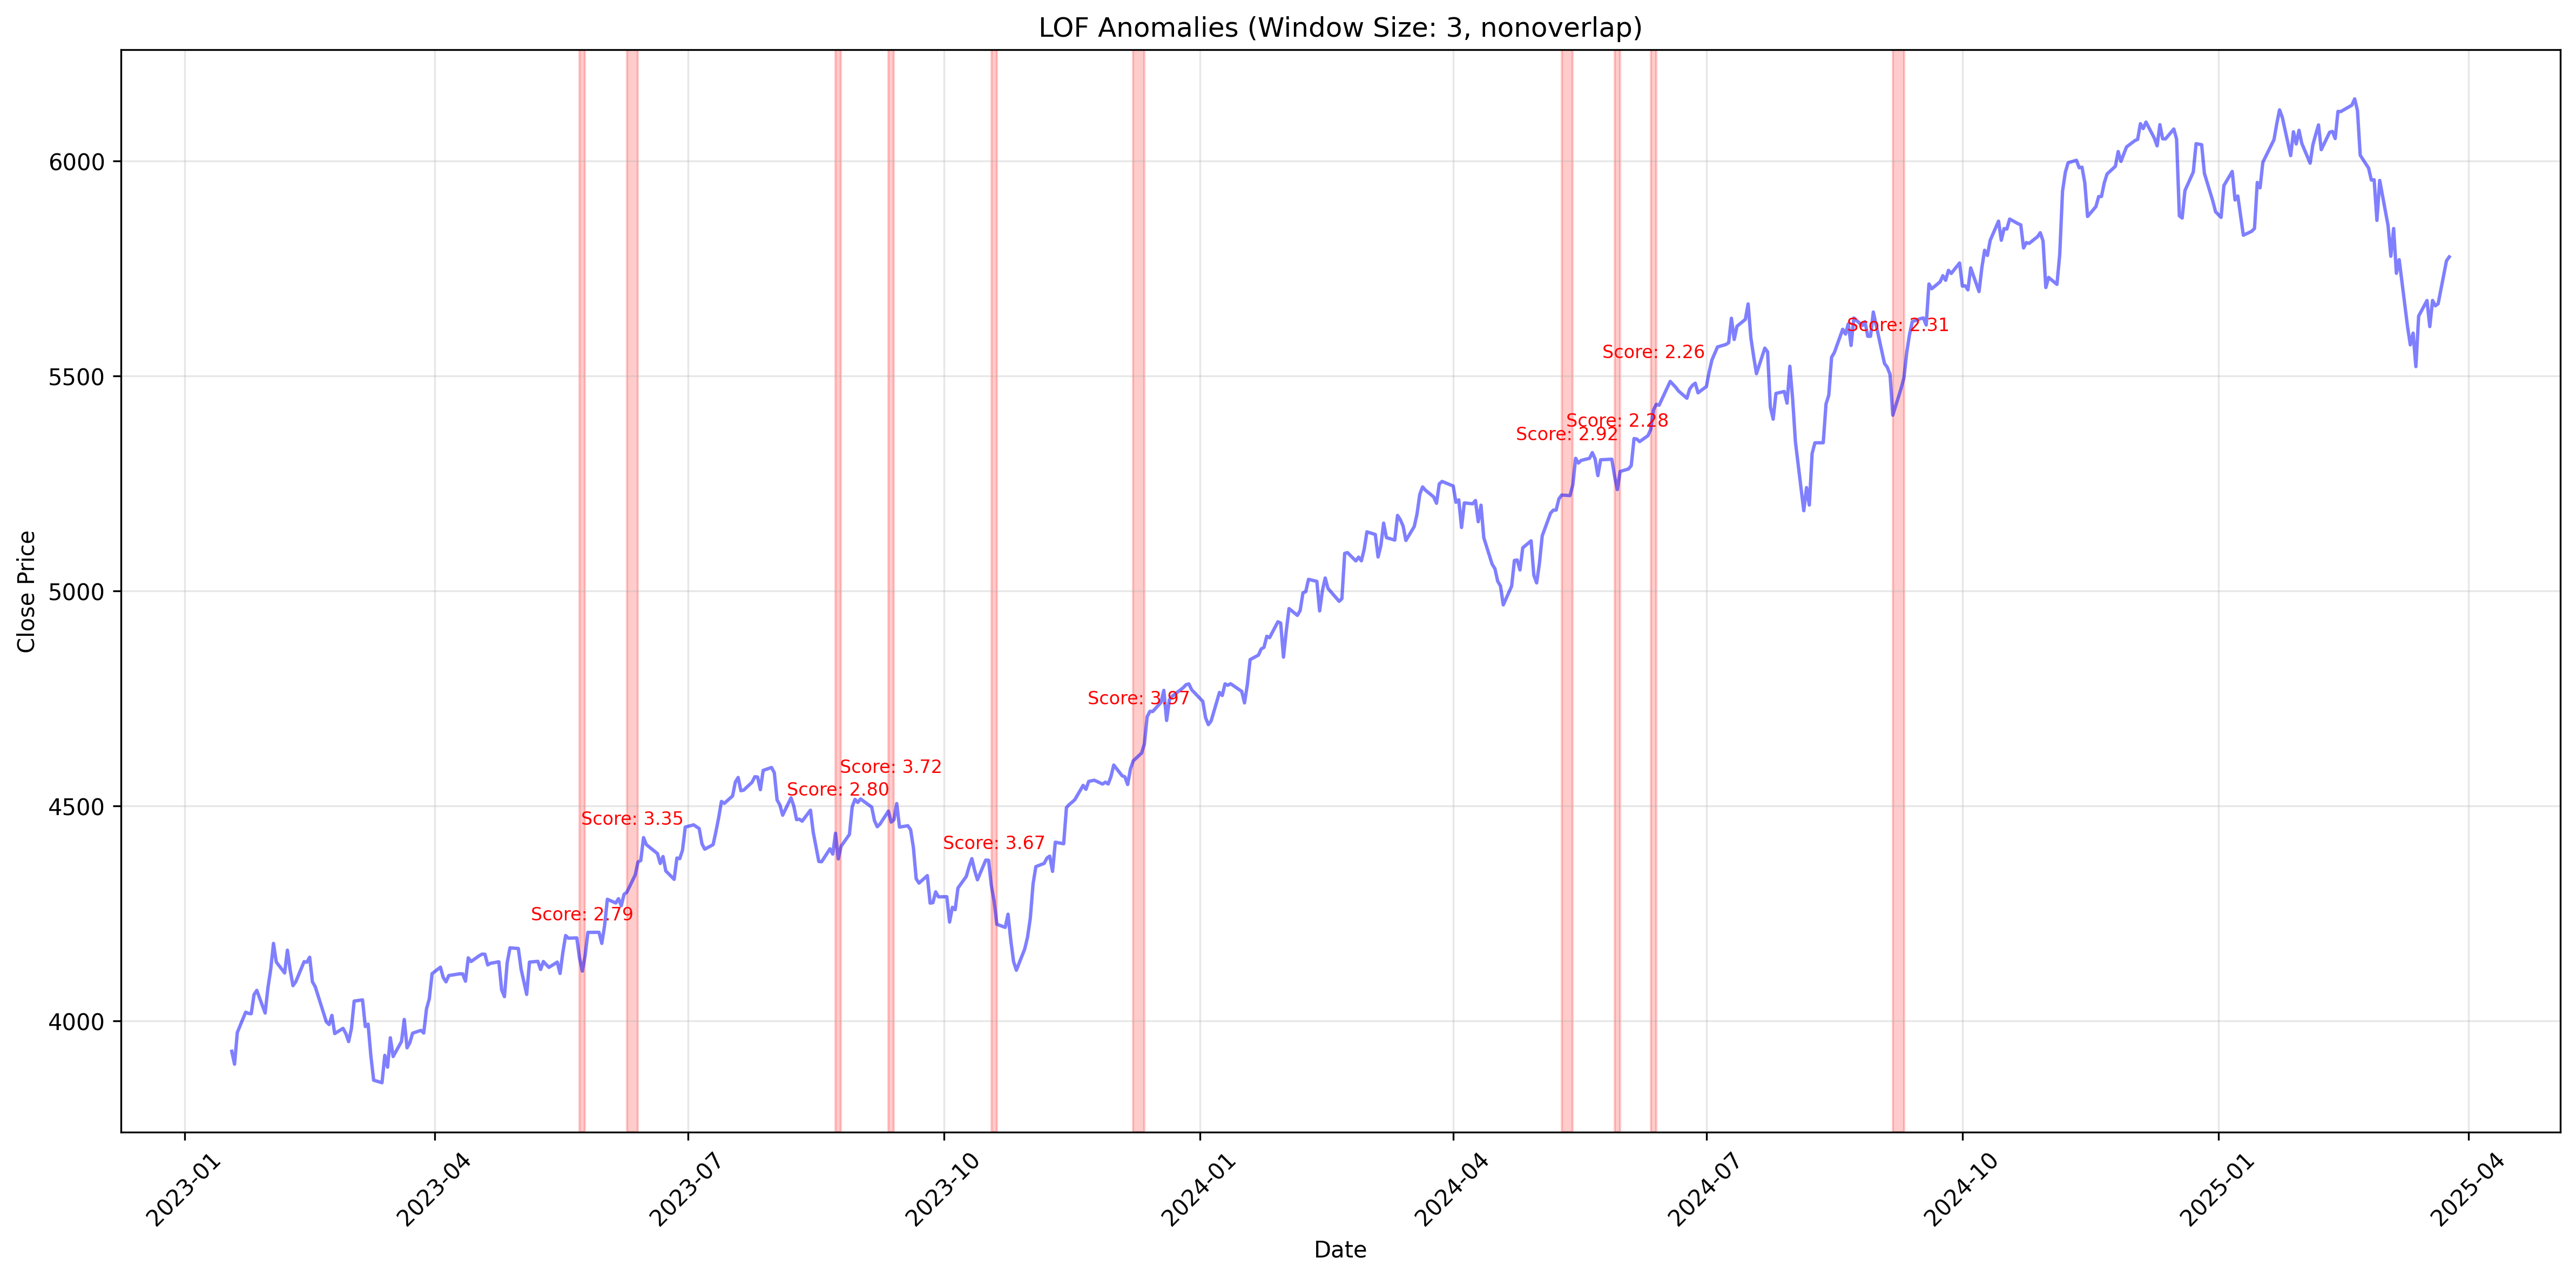 LOF Anomalies (Window Size: 3, nonoverlap)
Close Price
6000
5500
5000
4500
4000
Score: 2.79
Score: 3.35
Score: 2.80
Score: 3.72
Score: 3.67
Score: 3.97
Score: 2.92
Score: 2.28
Score: 2.26
Score: 2.31
2023-01
2023-04
2023-07
2023-10
2024-01
2024-04
2024-07
2024-10
2025-01
2025-04
Date